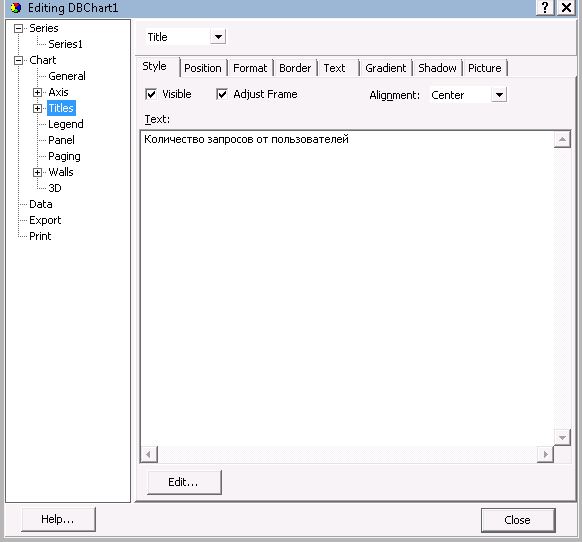 Editing DBChart1
?
Series
Series1
Chart
General
Axis
Titles
Legend
Panel
Paging
Walls
3D
Data
Export
Print
Title
Style Position Format Border Text Gradient Shadow Picture
Visible Adjust Frame Alignment: Center
Text:
Количество запросов от пользователей
Edit...
Help... Close